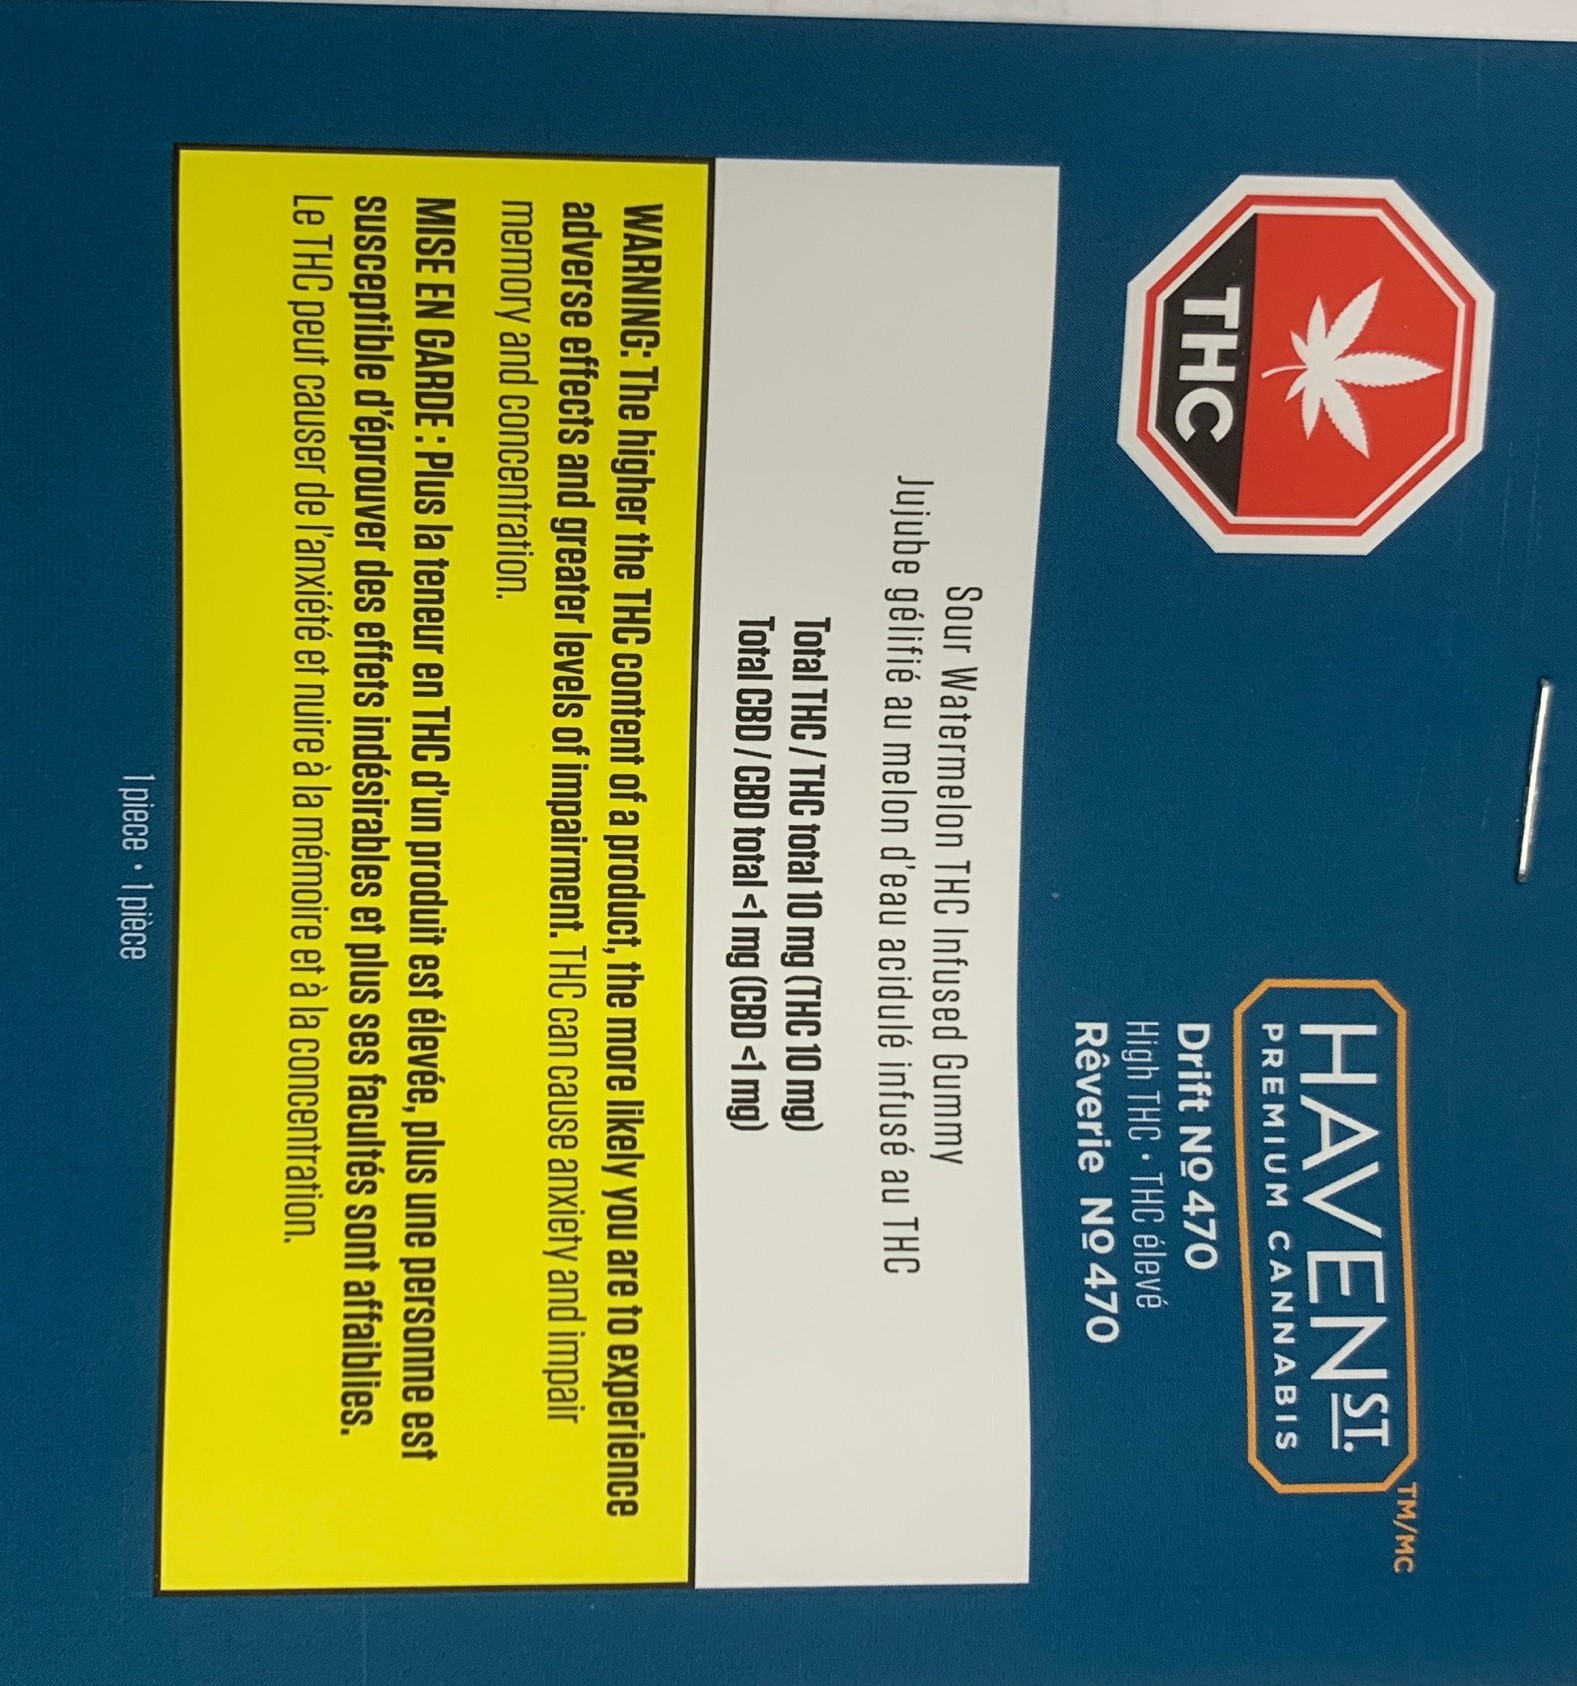 THC
HAVEN ST.
TM/MC
PREMIUM CANNABIS
Drift No 470
High THC • THC élevé
Rêverie No 470
Sour Watermelon THC Infused Gummy
Jujube gélifié au melon d'eau acidulé infusé au THC
Total THC / THC total 10 mg (THC 10 mg)
Total CBD / CBD total <1 mg (CBD <1 mg)
WARNING: The higher the THC content of a product, the more likely you are to experience
adverse effects and greater levels of impairment. THC can cause anxiety and impair
memory and concentration.
MISE EN GARDE : Plus la teneur en THC d'un produit est élevée, plus une personne est
susceptible d'éprouver des effets indésirables et plus ses facultés sont affaiblies.
Le THC peut causer de l'anxiété et nuire à la mémoire et à la concentration.
1 piece • 1 pièce